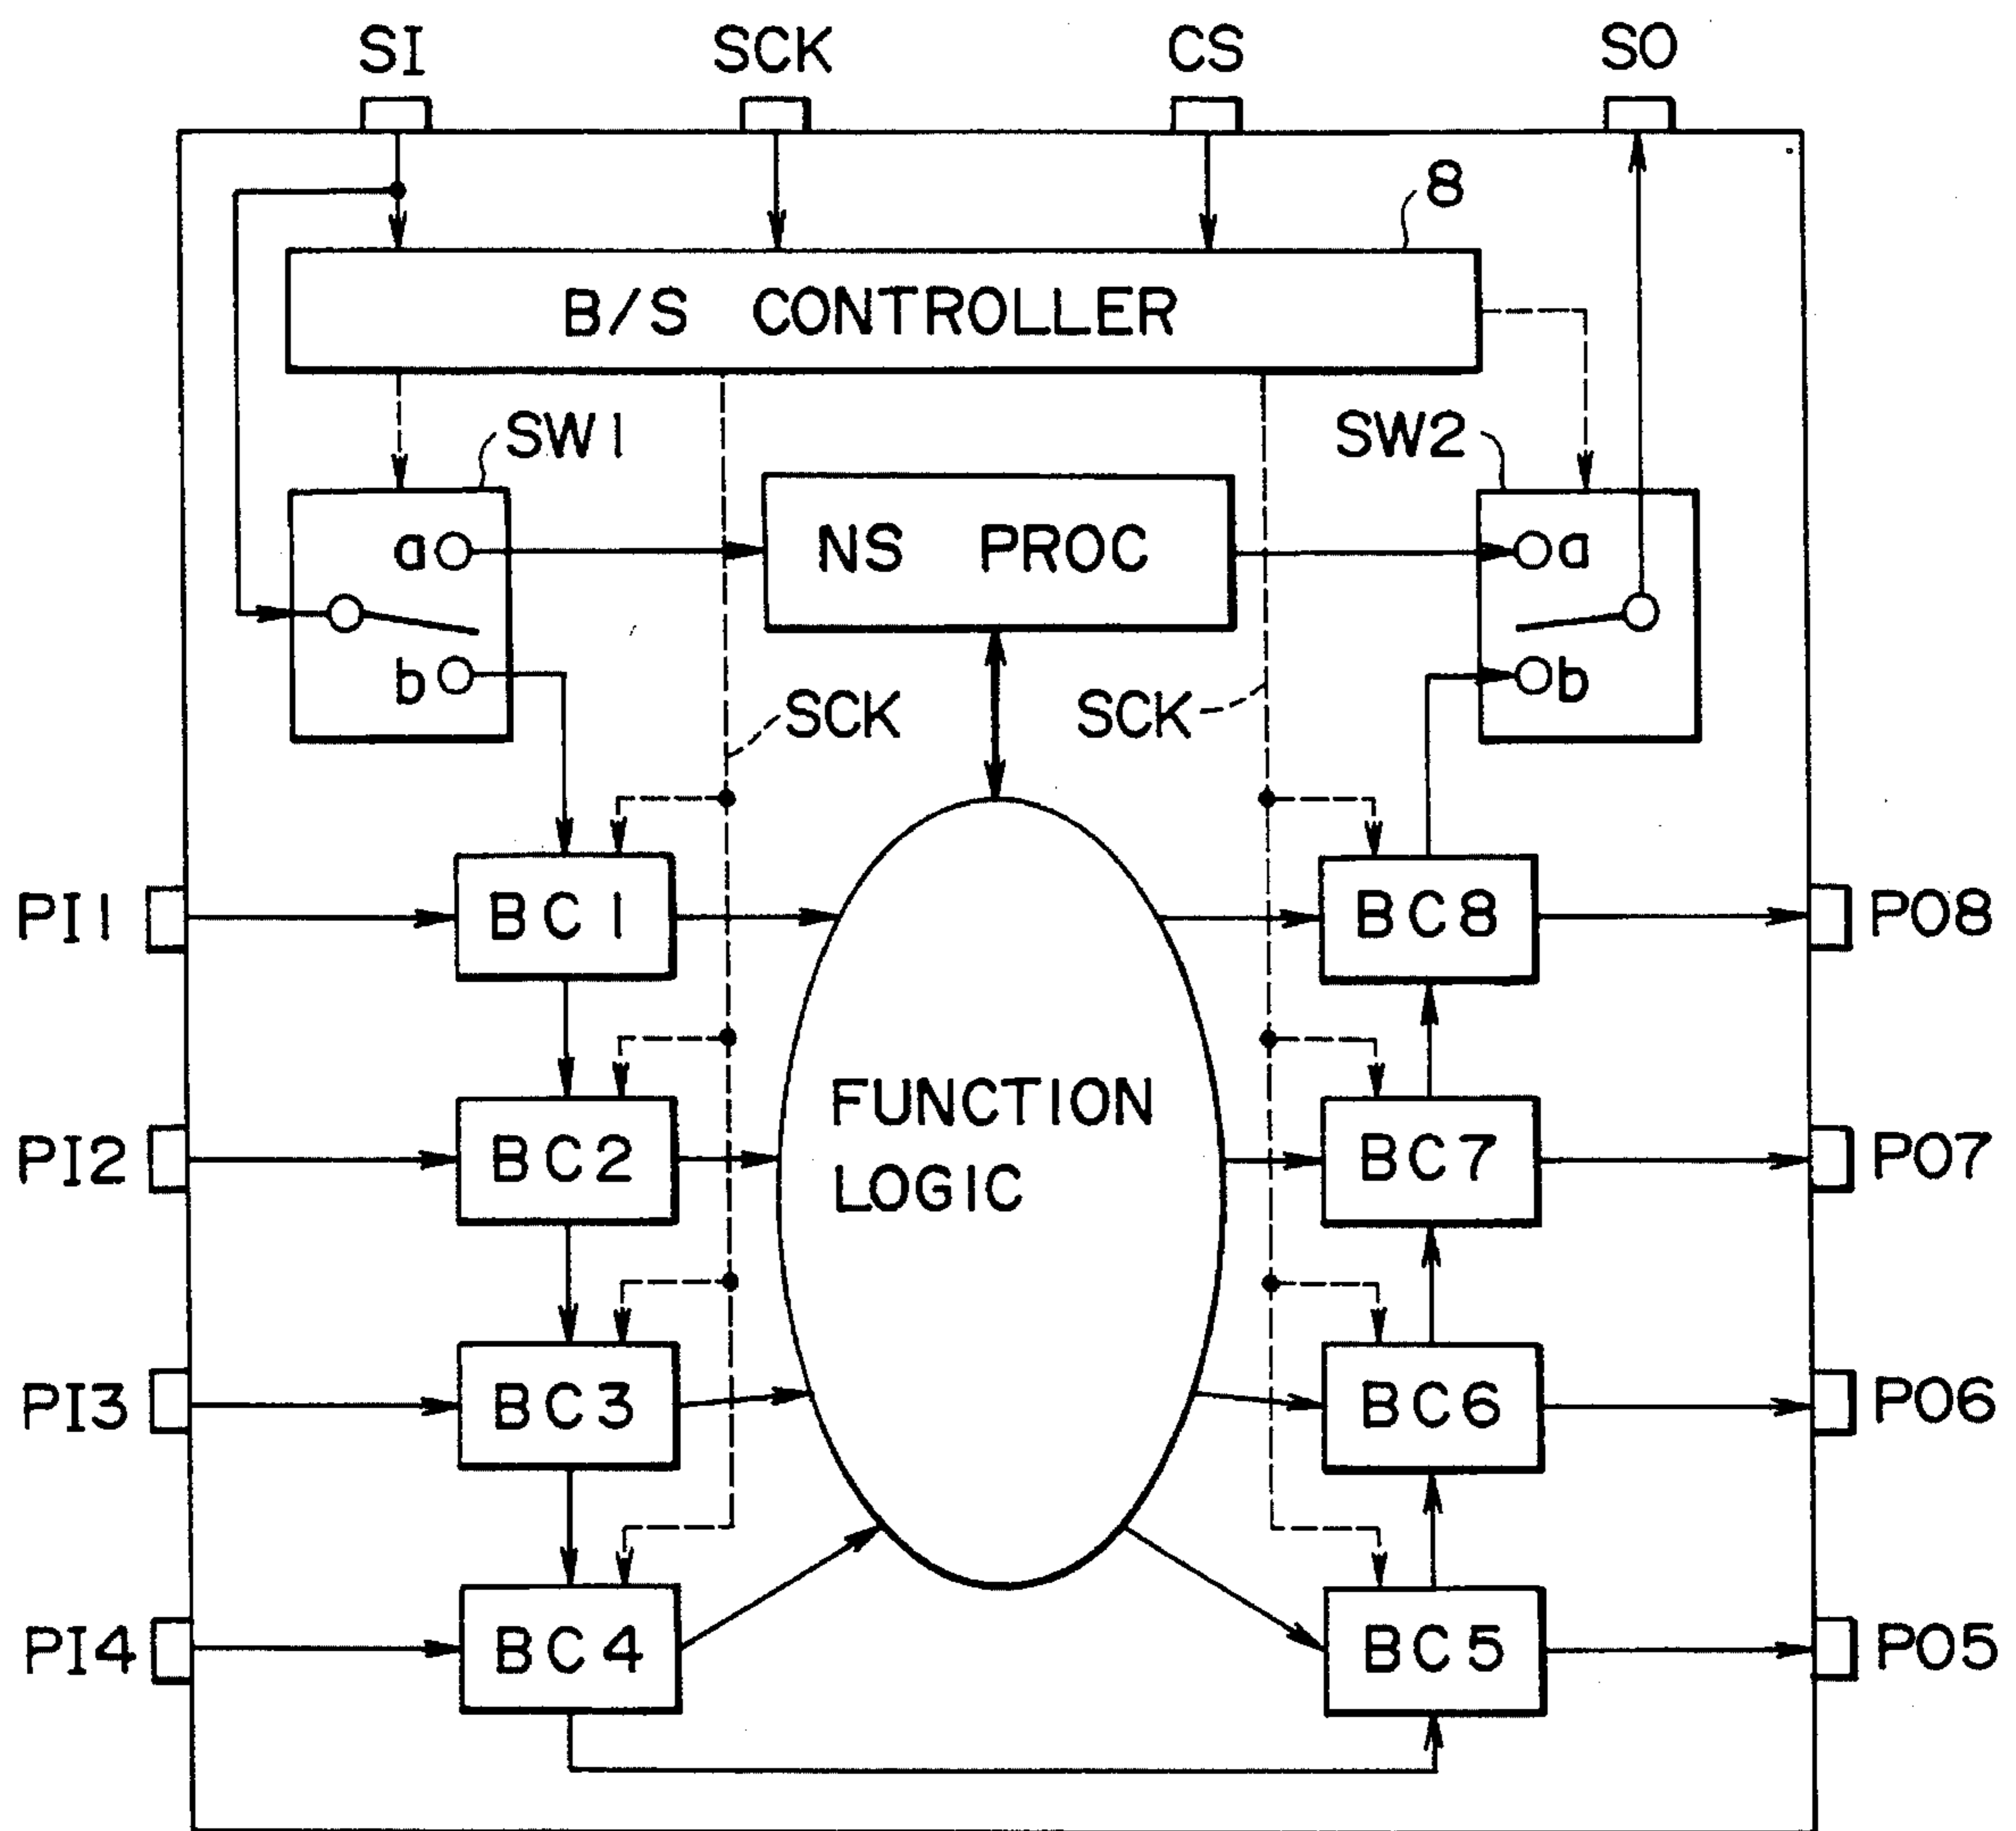 SI SCK CS SO
8
B/S CONTROLLER
SW1 SW2
a NS PROC a
b b
SCK SCK
PI1 BC1 BC8 PO8
FUNCTION
LOGIC
PI2 BC2 BC7 PO7
PI3 BC3 BC6 PO6
PI4 BC4 BC5 PO5